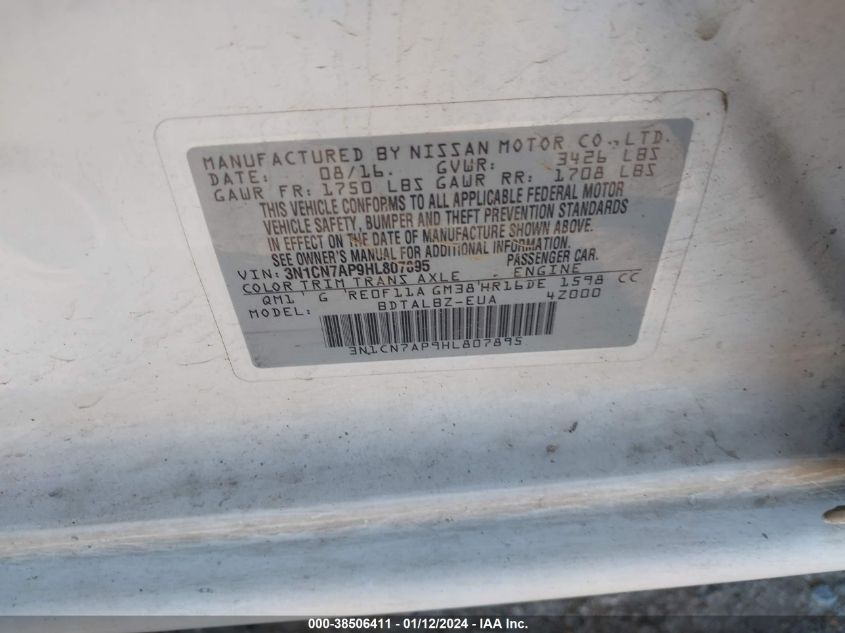 MANUFACTURED BY NISSAN MOTOR CO., LTD.
DATE: 08/16. GVWR: 3426 LBS
GAWR FR: 1750 LBS GAWR RR: 1708 LBS
THIS VEHICLE CONFORMS TO ALL APPLICABLE FEDERAL MOTOR
VEHICLE SAFETY, BUMPER AND THEFT PREVENTION STANDARDS
IN EFFECT ON THE DATE OF MANUFACTURE SHOWN ABOVE.
SEE OWNER'S MANUAL FOR ADDITIONAL INFORMATION.
VIN: 3N1CN7AP9HL807895 PASSENGER CAR.
COLOR TRIM TRANS AXLE - ENGINE
QM1 G RE0F11A GM38 HR16DE 1598 CC
MODEL: BDTALBZ-EUA 4Z000
3N1CN7AP9HL807895
000-38506411 - 01/12/2024 - IAA, Inc.